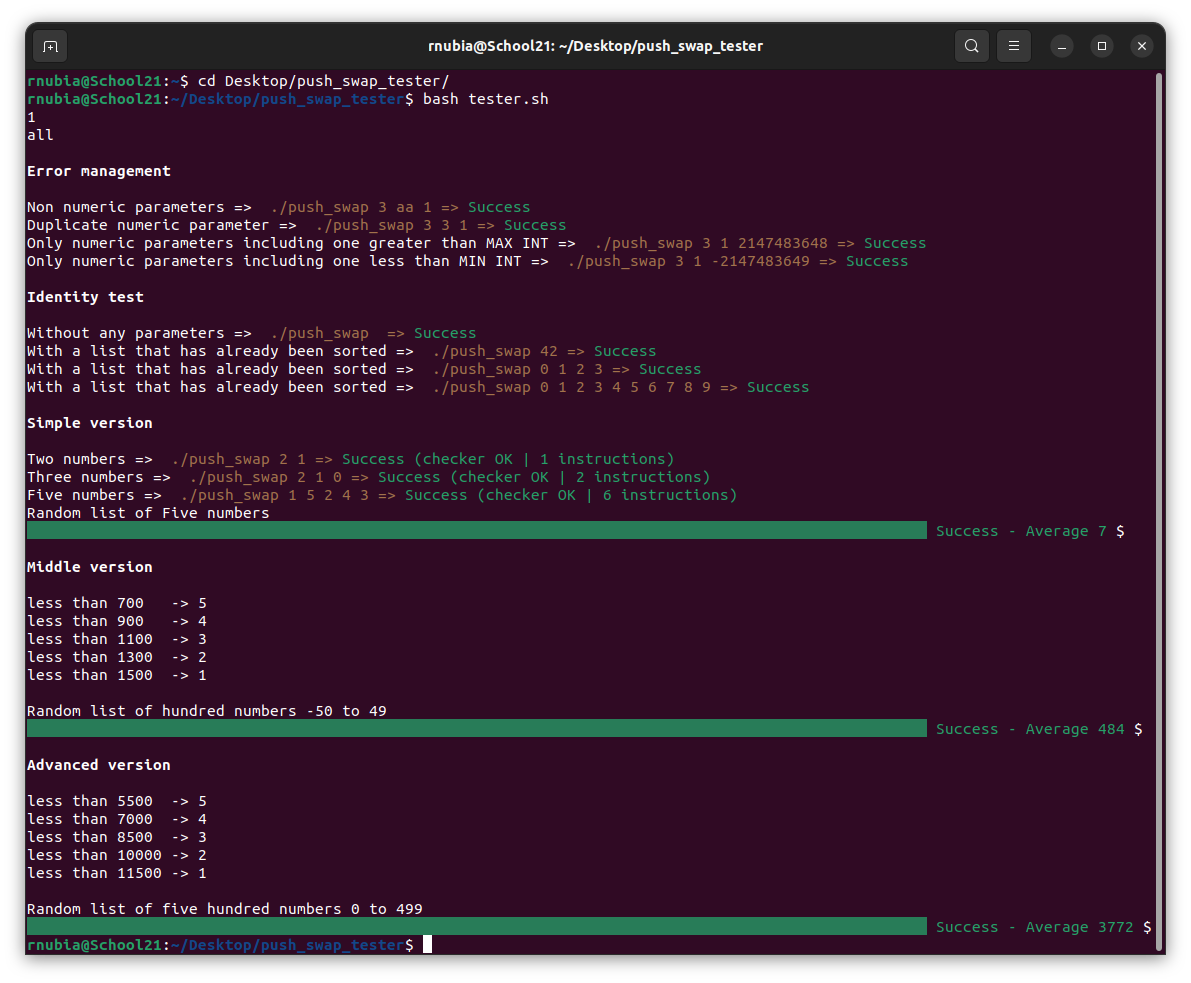 rnubia@School21: ~/Desktop/push_swap_tester
rnubia@School21:~$ cd Desktop/push_swap_tester/
rnubia@School21:~/Desktop/push_swap_tester$ bash tester.sh
1
all
Error management
Non numeric parameters =>  ./push_swap 3 aa 1 => Success
Duplicate numeric parameter =>  ./push_swap 3 3 1 => Success
Only numeric parameters including one greater than MAX INT =>  ./push_swap 3 1 2147483648 => Success
Only numeric parameters including one less than MIN INT =>  ./push_swap 3 1 -2147483649 => Success
Identity test
Without any parameters =>  ./push_swap  => Success
With a list that has already been sorted =>  ./push_swap 42 => Success
With a list that has already been sorted =>  ./push_swap 0 1 2 3 => Success
With a list that has already been sorted =>  ./push_swap 0 1 2 3 4 5 6 7 8 9 => Success
Simple version
Two numbers =>  ./push_swap 2 1 => Success (checker OK | 1 instructions)
Three numbers =>  ./push_swap 2 1 0 => Success (checker OK | 2 instructions)
Five numbers =>  ./push_swap 1 5 2 4 3 => Success (checker OK | 6 instructions)
Random list of Five numbers
Success - Average 7 $
Middle version
less than 700   -> 5
less than 900   -> 4
less than 1100  -> 3
less than 1300  -> 2
less than 1500  -> 1
Random list of hundred numbers -50 to 49
Success - Average 484 $
Advanced version
less than 5500  -> 5
less than 7000  -> 4
less than 8500  -> 3
less than 10000 -> 2
less than 11500 -> 1
Random list of five hundred numbers 0 to 499
Success - Average 3772 $
rnubia@School21:~/Desktop/push_swap_tester$